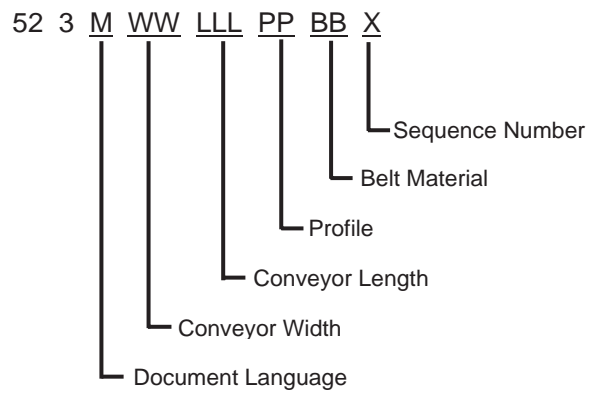 52 3 M WW LLL PP BB X
Sequence Number
Belt Material
Profile
Conveyor Length
Conveyor Width
Document Language